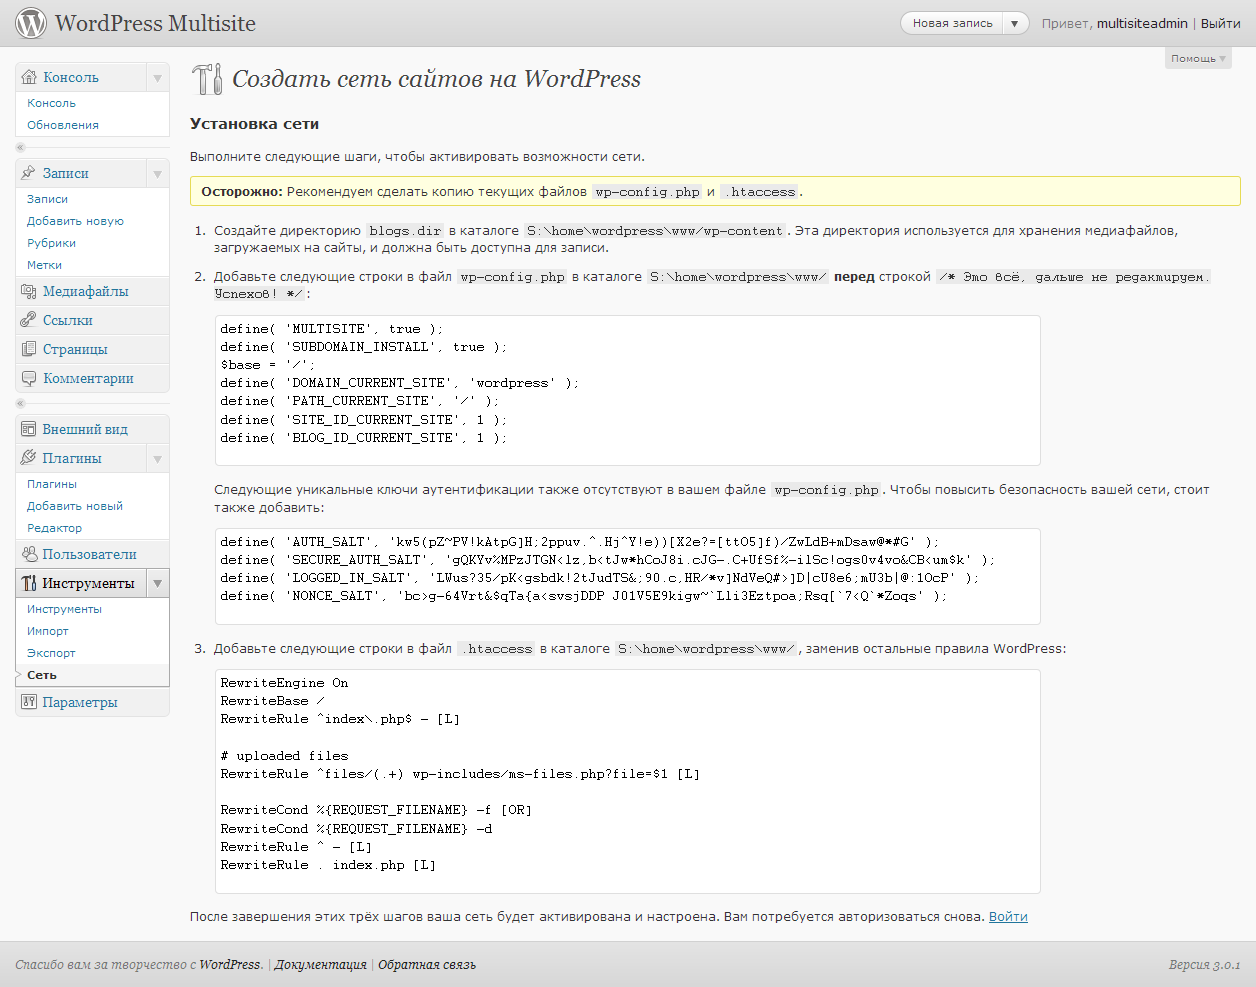 WordPress Multisite
Новая запись
Привет, multisiteadmin | Выйти
Помощь
Консоль
Консоль
Обновления
Записи
Записи
Добавить новую
Рубрики
Метки
Медиафайлы
Ссылки
Страницы
Комментарии
Внешний вид
Плагины
Плагины
Добавить новый
Редактор
Пользователи
Инструменты
Инструменты
Импорт
Экспорт
Сеть
Параметры
Создать сеть сайтов на WordPress
Установка сети
Выполните следующие шаги, чтобы активировать возможности сети.
Осторожно: Рекомендуем сделать копию текущих файлов wp-config.php и .htaccess.
1. Создайте директорию blogs.dir в каталоге S:\home\wordpress\www/wp-content. Эта директория используется для хранения медиафайлов,
загружаемых на сайты, и должна быть доступна для записи.
2. Добавьте следующие строки в файл wp-config.php в каталоге S:\home\wordpress\www/ перед строкой /* Это всё, дальше не редактируем.
Успехов! */:
define( 'MULTISITE', true );
define( 'SUBDOMAIN_INSTALL', true );
$base = '/';
define( 'DOMAIN_CURRENT_SITE', 'wordpress' );
define( 'PATH_CURRENT_SITE', '/' );
define( 'SITE_ID_CURRENT_SITE', 1 );
define( 'BLOG_ID_CURRENT_SITE', 1 );
Следующие уникальные ключи аутентификации также отсутствуют в вашем файле wp-config.php. Чтобы повысить безопасность вашей сети, стоит
также добавить:
define( 'AUTH_SALT', 'kw5(pZ~PV!kAtpG]H;2ppuv.^.Hj^Y!e))[X2e?=[ttO5]f)/ZwLdB+mDsaw@*#G' );
define( 'SECURE_AUTH_SALT', 'gQKYv%MPzJTGN<lz,b<tJw*hCoJ8i.cJG-.C+UfSf%-ilSc!ogs0v4vo&CB<um$k' );
define( 'LOGGED_IN_SALT', 'LWus?35/pK<gsbdk!2tJudTS&;90.c,HR/*v]NdVeQ#>]D|cU8e6;mU3b|@:1OcP' );
define( 'NONCE_SALT', 'bc>g-64Vrt&$qTa{a<svsjDDP J01V5E9kigw~`Lli3Eztpoa;Rsq[`7<Q`*Zoqs' );
3. Добавьте следующие строки в файл .htaccess в каталоге S:\home\wordpress\www/, заменив остальные правила WordPress:
RewriteEngine On
RewriteBase /
RewriteRule ^index\.php$ - [L]
# uploaded files
RewriteRule ^files/(.+) wp-includes/ms-files.php?file=$1 [L]
RewriteCond %{REQUEST_FILENAME} -f [OR]
RewriteCond %{REQUEST_FILENAME} -d
RewriteRule ^ - [L]
RewriteRule . index.php [L]
После завершения этих трёх шагов ваша сеть будет активирована и настроена. Вам потребуется авторизоваться снова. Войти
Спасибо вам за творчество с WordPress. | Документация | Обратная связь
Версия 3.0.1